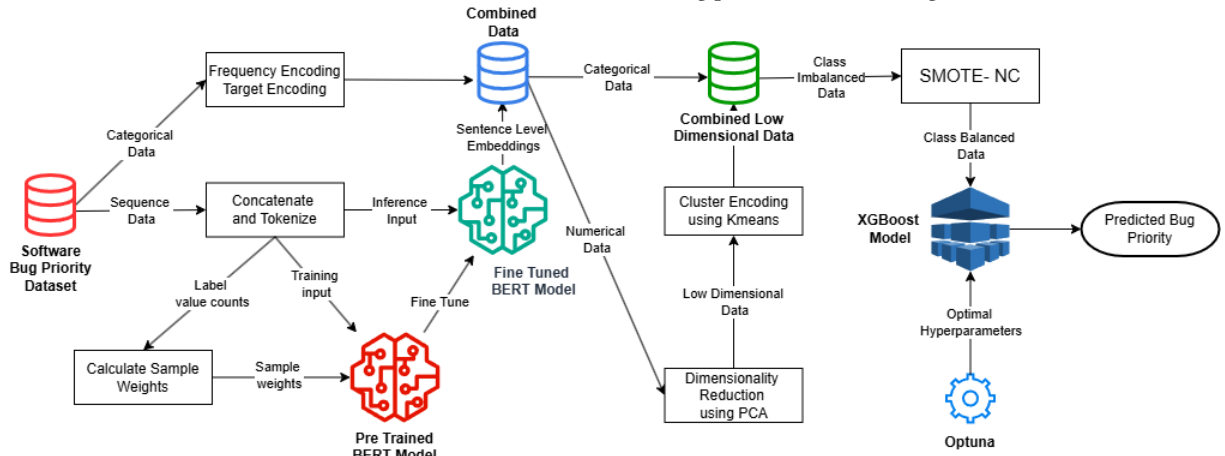 Combined
Data
Frequency Encoding
Target Encoding
Categorical
Data
Class
Imbalanced
Data
SMOTE- NC
Combined Low
Dimensional Data
Sentence Level
Embeddings
Categorical
Data
Class Balanced
Data
Sequence
Data
Concatenate
and Tokenize
Inference
Input
Cluster Encoding
using Kmeans
XGBoost
Model
Predicted Bug
Priority
Software
Bug Priority
Dataset
Numerical
Data
Fine Tuned
BERT Model
Label
value counts
Training
input
Fine Tune
Low Dimensional
Data
Optimal
Hyperparameters
Calculate Sample
Weights
Sample
weights
Dimensionality
Reduction
using PCA
Pre Trained
BERT Model
Optuna